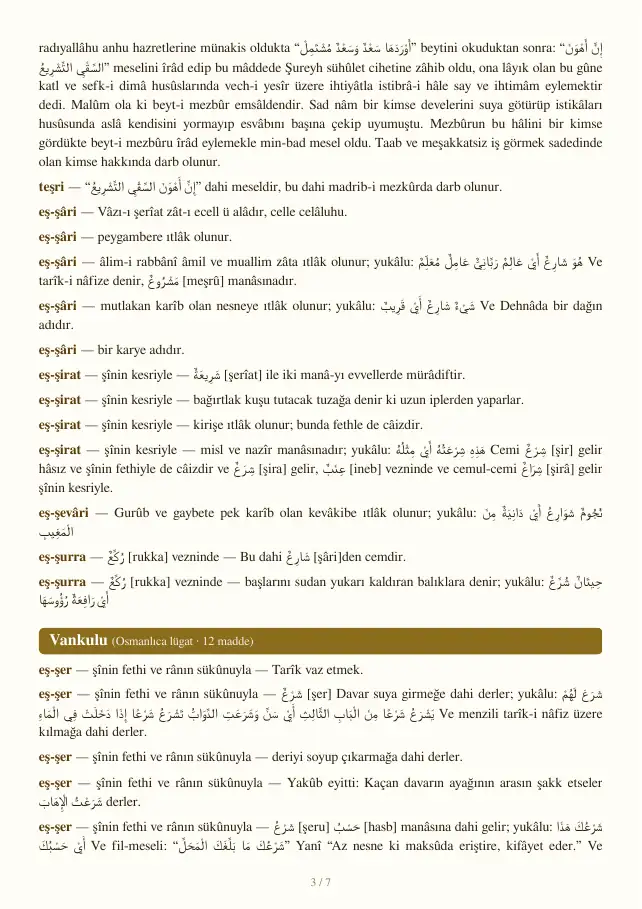 radıyallâhu anhu hazretlerine münakis oldukta “أَوْرَدَهَا سَعْدٌ وَسَعْدٌ مُشْتَمِلْ” beytini okuduktan sonra: “إِنَّ أَهْوَنَ
السَّقْيِ التَّشْرِيعُ” meselini îrâd edip bu mâddede Şureyh sühûlet cihetine zâhib oldu, ona lâyık olan bu gûne
katl ve sefk-i dimâ husûslarında vech-i yesîr üzere ihtiyâtla istibrâ-i hâle say ve ihtimâm eylemektir
dedi. Malûm ola ki beyt-i mezbûr emsâldendir. Sad nâm bir kimse develerini suya götürüp istikâları
husûsunda aslâ kendisini yormayıp esvâbını başına çekip uyumuştu. Mezbûrun bu hâlini bir kimse
gördükte beyt-i mezbûru îrâd eylemekle min-bad mesel oldu. Taab ve meşakkatsiz iş görmek sadedinde
olan kimse hakkında darb olunur.
teşri — “إِنَّ أَهْوَنَ السَّقْيِ التَّشْرِيعُ” dahi meseldir, bu dahi madrib-i mezkûrda darb olunur.
eş-şâri — Vâzı-ı şerîat zât-ı ecell ü alâdır, celle celâluhu.
eş-şâri — peygambere ıtlâk olunur.
eş-şâri — âlim-i rabbânî âmil ve muallim zâta ıtlâk olunur; yukâlu: هُوَ شَارِعٌ أَيْ عَالِمٌ رَبَّانِيٌّ عَامِلٌ مُعَلِّمٌ Ve
tarîk-i nâfize denir, مَشْرُوعٌ [meşrû] manâsınadır.
eş-şâri — mutlakan karîb olan nesneye ıtlâk olunur; yukâlu: شَيْءٌ شَارِعٌ أَيْ قَرِيبٌ Ve Dehnâda bir dağın
adıdır.
eş-şâri — bir karye adıdır.
eş-şirat — şînin kesriyle — شَرِيعَةٌ [şerîat] ile iki manâ-yı evvellerde mürâdiftir.
eş-şirat — şînin kesriyle — bağırtlak kuşu tutacak tuzağa denir ki uzun iplerden yaparlar.
eş-şirat — şînin kesriyle — kirişe ıtlâk olunur; bunda fethle de câizdir.
eş-şirat — şînin kesriyle — misl ve nazîr manâsınadır; yukâlu: هَذِهِ شِرْعَتُهُ أَيْ مِثْلُهُ Cemi شِرَعٌ [şir] gelir
hâsız ve şînin fethiyle de câizdir ve شِرَعٌ [şira] gelir, عِنَبٌ [ineb] vezninde ve cemul-cemi شِرَاعٌ [şirâ] gelir
şînin kesriyle.
eş-şevâri — Gurûb ve gaybete pek karîb olan kevâkibe ıtlâk olunur; yukâlu: نُجُومٌ شَوَارِعُ أَيْ دَانِيَةٌ مِنَ
الْمَغِيبِ
eş-şurra — رُكَّعٌ [rukka] vezninde — Bu dahi شَارِعٌ [şâri]den cemdir.
eş-şurra — رُكَّعٌ [rukka] vezninde — başlarını sudan yukarı kaldıran balıklara denir; yukâlu: حِيتَانٌ شُرَّعٌ
أَيْ رَافِعَةٌ رُؤُوسَهَا
Vankulu (Osmanlıca lügat · 12 madde)
eş-şer — şînin fethi ve rânın sükûnuyla — Tarîk vaz etmek.
eş-şer — şînin fethi ve rânın sükûnuyla — شَرْعٌ [şer] Davar suya girmeğe dahi derler; yukâlu: شَرَعَ لَهُمْ
يَشْرَعُ شَرْعًا مِنَ الْبَابِ الثَّالِثِ أَيْ سَنَّ وَشَرَعَتِ الدَّوَابُّ تَشْرَعُ شَرْعًا إِذَا دَخَلَتْ فِي الْمَاءِ Ve menzili tarîk-i nâfiz üzere
kılmağa dahi derler.
eş-şer — şînin fethi ve rânın sükûnuyla — deriyi soyup çıkarmağa dahi derler.
eş-şer — şînin fethi ve rânın sükûnuyla — Yakûb eyitti: Kaçan davarın ayağının arasın şakk etseler
شَرَعْتُ الْإِهَابَ derler.
eş-şer — şînin fethi ve rânın sükûnuyla — شَرْعُ [şeru] حَسْبُ [hasb] manâsına dahi gelir; yukâlu: شَرْعُكَ هَذَا
أَيْ حَسْبُكَ Ve fil-meseli: “شَرْعُكَ مَا بَلَّغَكَ الْمَحَلَّ” Yanî “Az nesne ki maksûda eriştire, kifâyet eder.” Ve
3 / 7